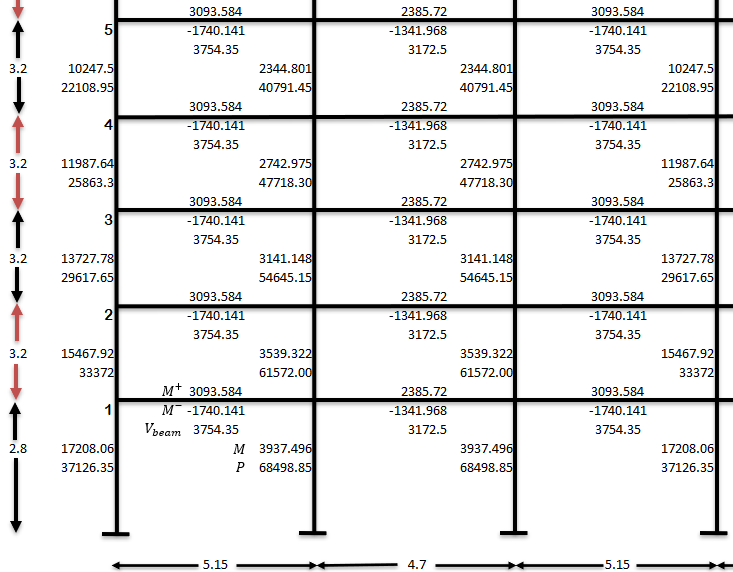 3093.584 2385.72 3093.584
5 -1740.141 -1341.968 -1740.141
3754.35 3172.5 3754.35
3.2 10247.5 2344.801 2344.801 10247.5
22108.95 40791.45 40791.45 22108.95
3093.584 2385.72 3093.584
4 -1740.141 -1341.968 -1740.141
3754.35 3172.5 3754.35
3.2 11987.64 2742.975 2742.975 11987.64
25863.3 47718.30 47718.30 25863.3
3093.584 2385.72 3093.584
3 -1740.141 -1341.968 -1740.141
3754.35 3172.5 3754.35
3.2 13727.78 3141.148 3141.148 13727.78
29617.65 54645.15 54645.15 29617.65
3093.584 2385.72 3093.584
2 -1740.141 -1341.968 -1740.141
3754.35 3172.5 3754.35
3.2 15467.92 3539.322 3539.322 15467.92
33372 61572.00 61572.00 33372
M⁺ 3093.584 2385.72 3093.584
1 M⁻ -1740.141 -1341.968 -1740.141
V_beam 3754.35 3172.5 3754.35
2.8 17208.06 M 3937.496 3937.496 17208.06
37126.35 P 68498.85 68498.85 37126.35
5.15 4.7 5.15